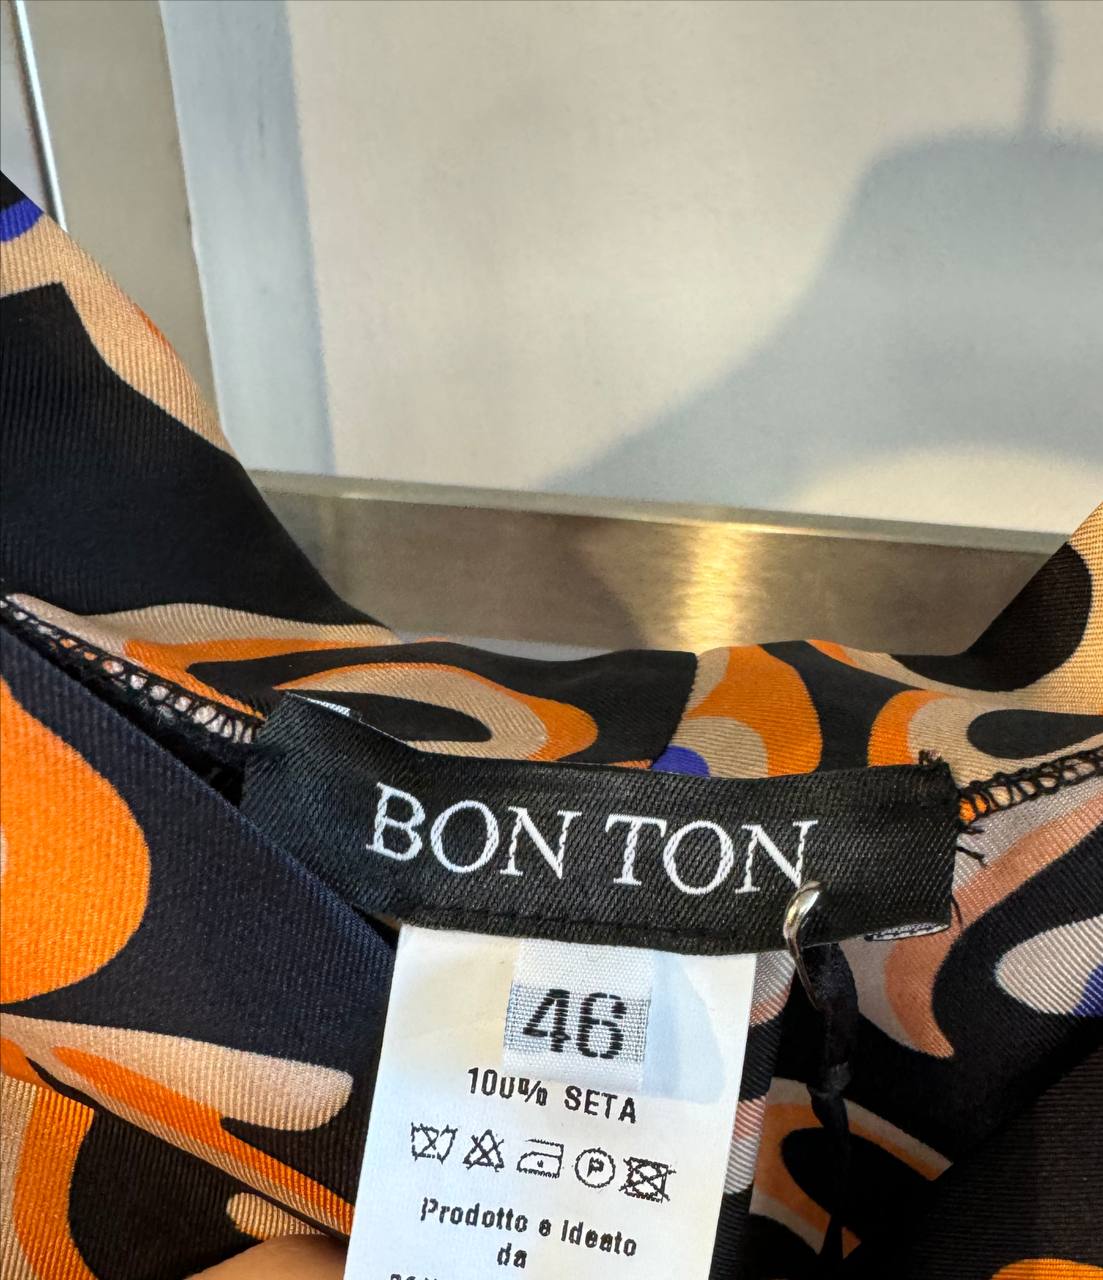 BON TON
46
100% SETA
P
Prodotto e ideato
da